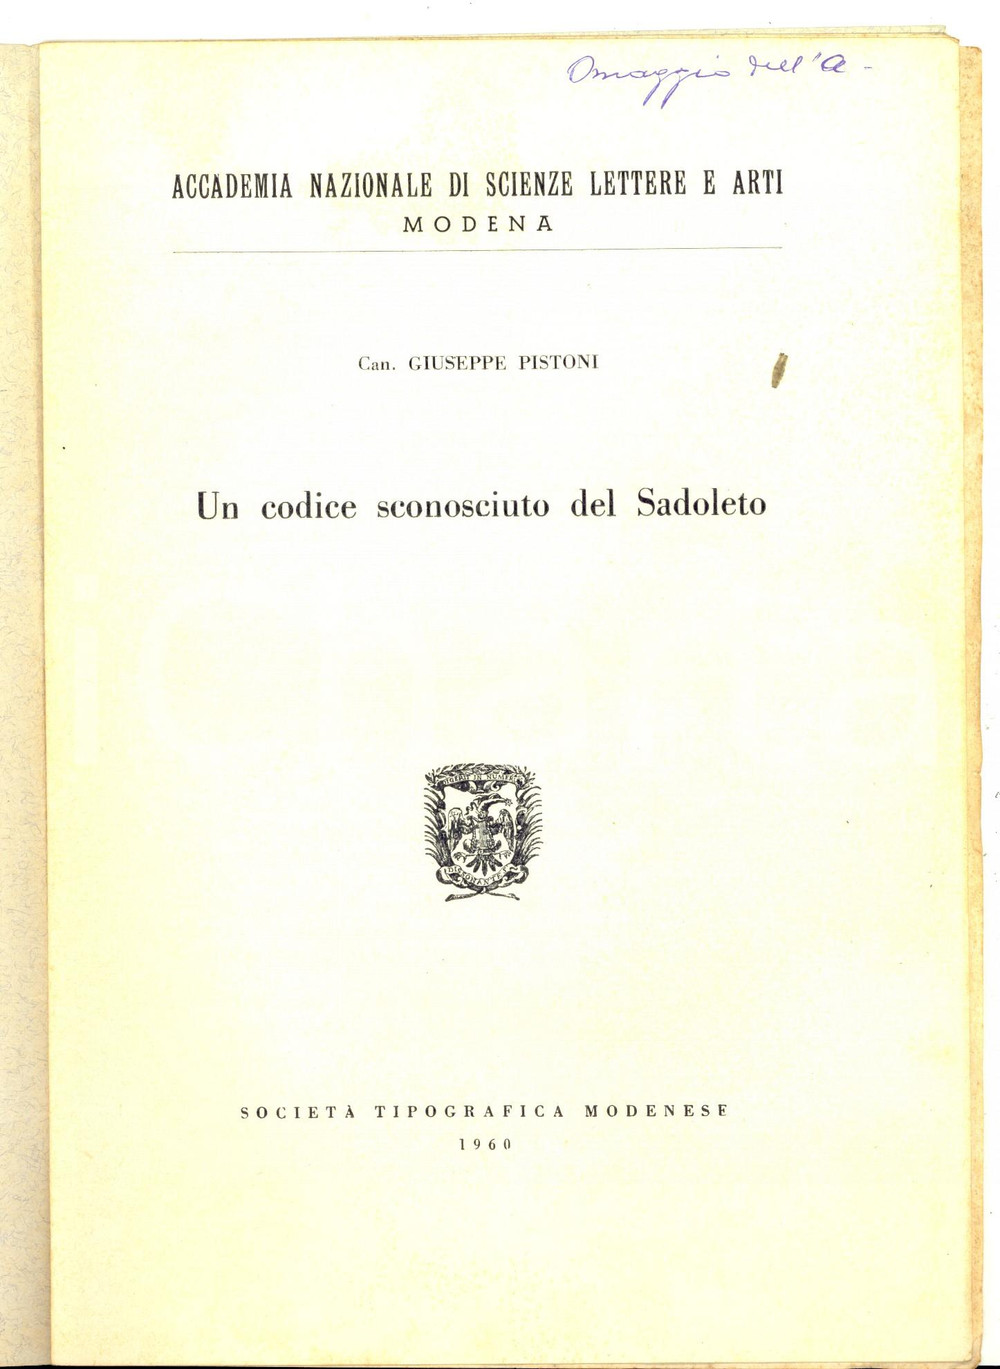 Omaggio dell'A -
ACCADEMIA NAZIONALE DI SCIENZE LETTERE E ARTI
MODENA
Can. GIUSEPPE PISTONI
Un codice sconosciuto del Sadoleto
SOCIETÀ TIPOGRAFICA MODENESE
1960